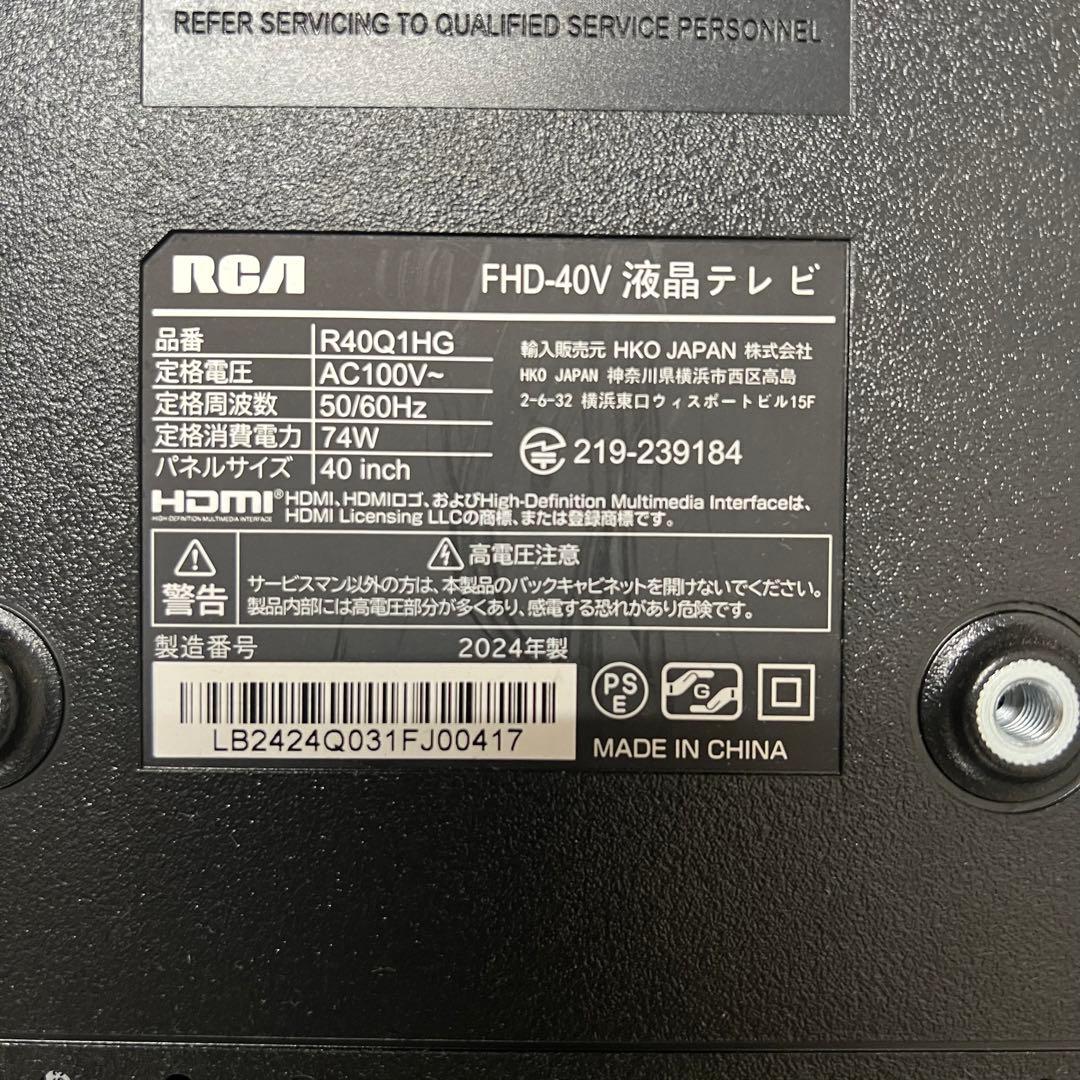 REFER SERVICING TO QUALIFIED SERVICE PERSONNEL
RCA
FHD-40V 液晶テレビ
品番 R40Q1HG
定格電圧 AC100V~
定格周波数 50/60Hz
定格消費電力 74W
パネルサイズ 40 inch
輸入販売元 HKO JAPAN 株式会社
HKO JAPAN 神奈川県横浜市西区高島
2-6-32 横浜東口ウィスポートビル15F
219-239184
HDMI®
HIGH-DEFINITION MULTIMEDIA INTERFACE
HDMI、HDMIロゴ、およびHigh-Definition Multimedia Interfaceは、
HDMI Licensing LLCの商標、または登録商標です。
警告
高電圧注意
サービスマン以外の方は、本製品のバックキャビネットを開けないでください。
製品内部には高電圧部分が多くあり、感電する恐れがあり危険です。
製造番号 2024年製
LB2424Q031FJ00417
PSE
G
MADE IN CHINA